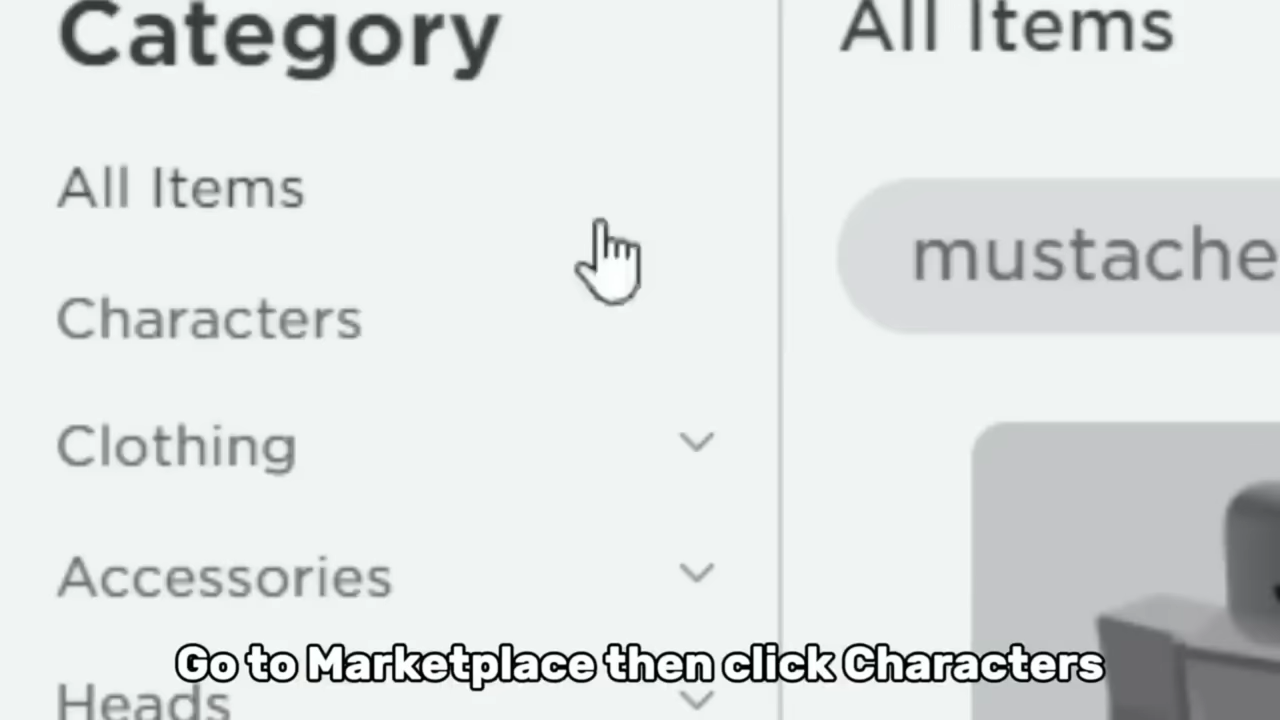 Category
All Items
Characters
Clothing
Accessories
Heads
All Items
mustache
Go to Marketplace then click Characters